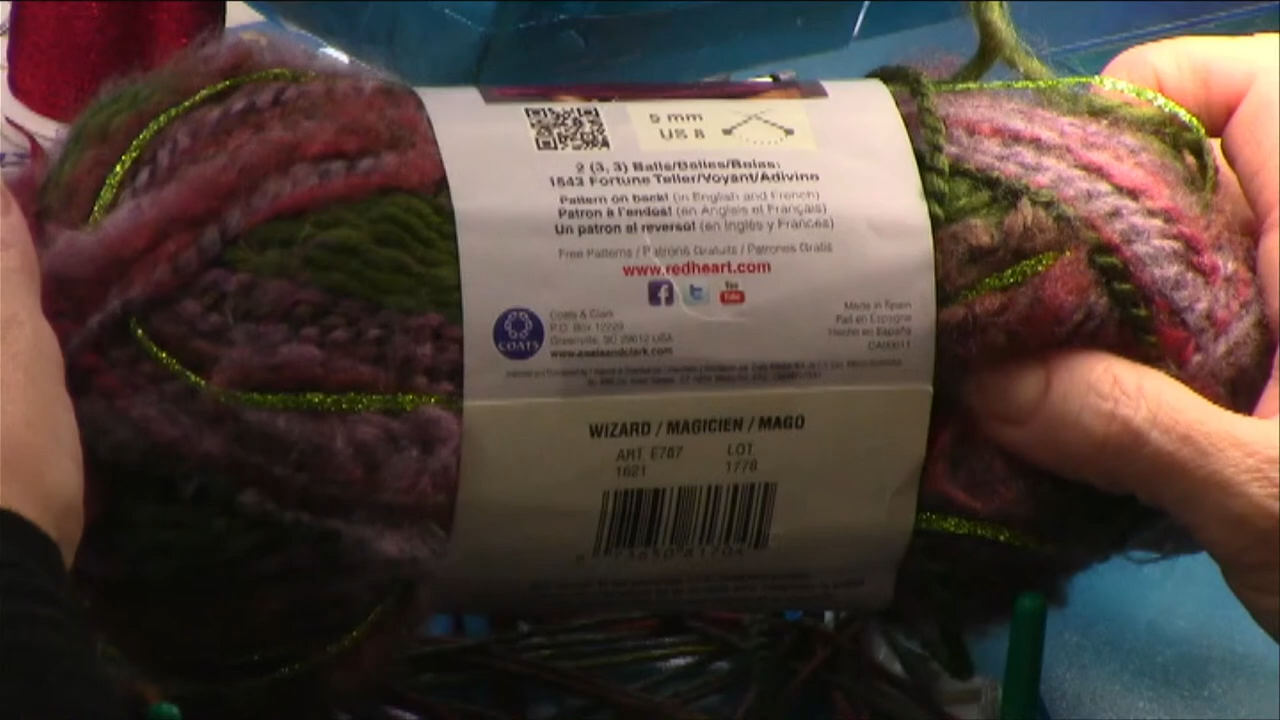 5 mm
US 8
2 (3, 3) Balls/Balles/Bolas:
1543 Fortune Teller/Voyant/Adivino
Pattern on back! (in English and French)
Patron à l'endos! (en Anglais et Français)
Un patron al reverso! (en Inglés y Francés)
Free Patterns / Patrons Gratuits / Patrones Gratis
www.redheart.com
You
Tube
COATS
Coats & Clark
P.O. Box 12229
Greenville, SC 29612 USA
www.coatsandclark.com
Made in Spain
Fait en Espagne
Hecho en España
WIZARD / MAGICIEN / MAGO
ART. E767 LOT
1621 1778